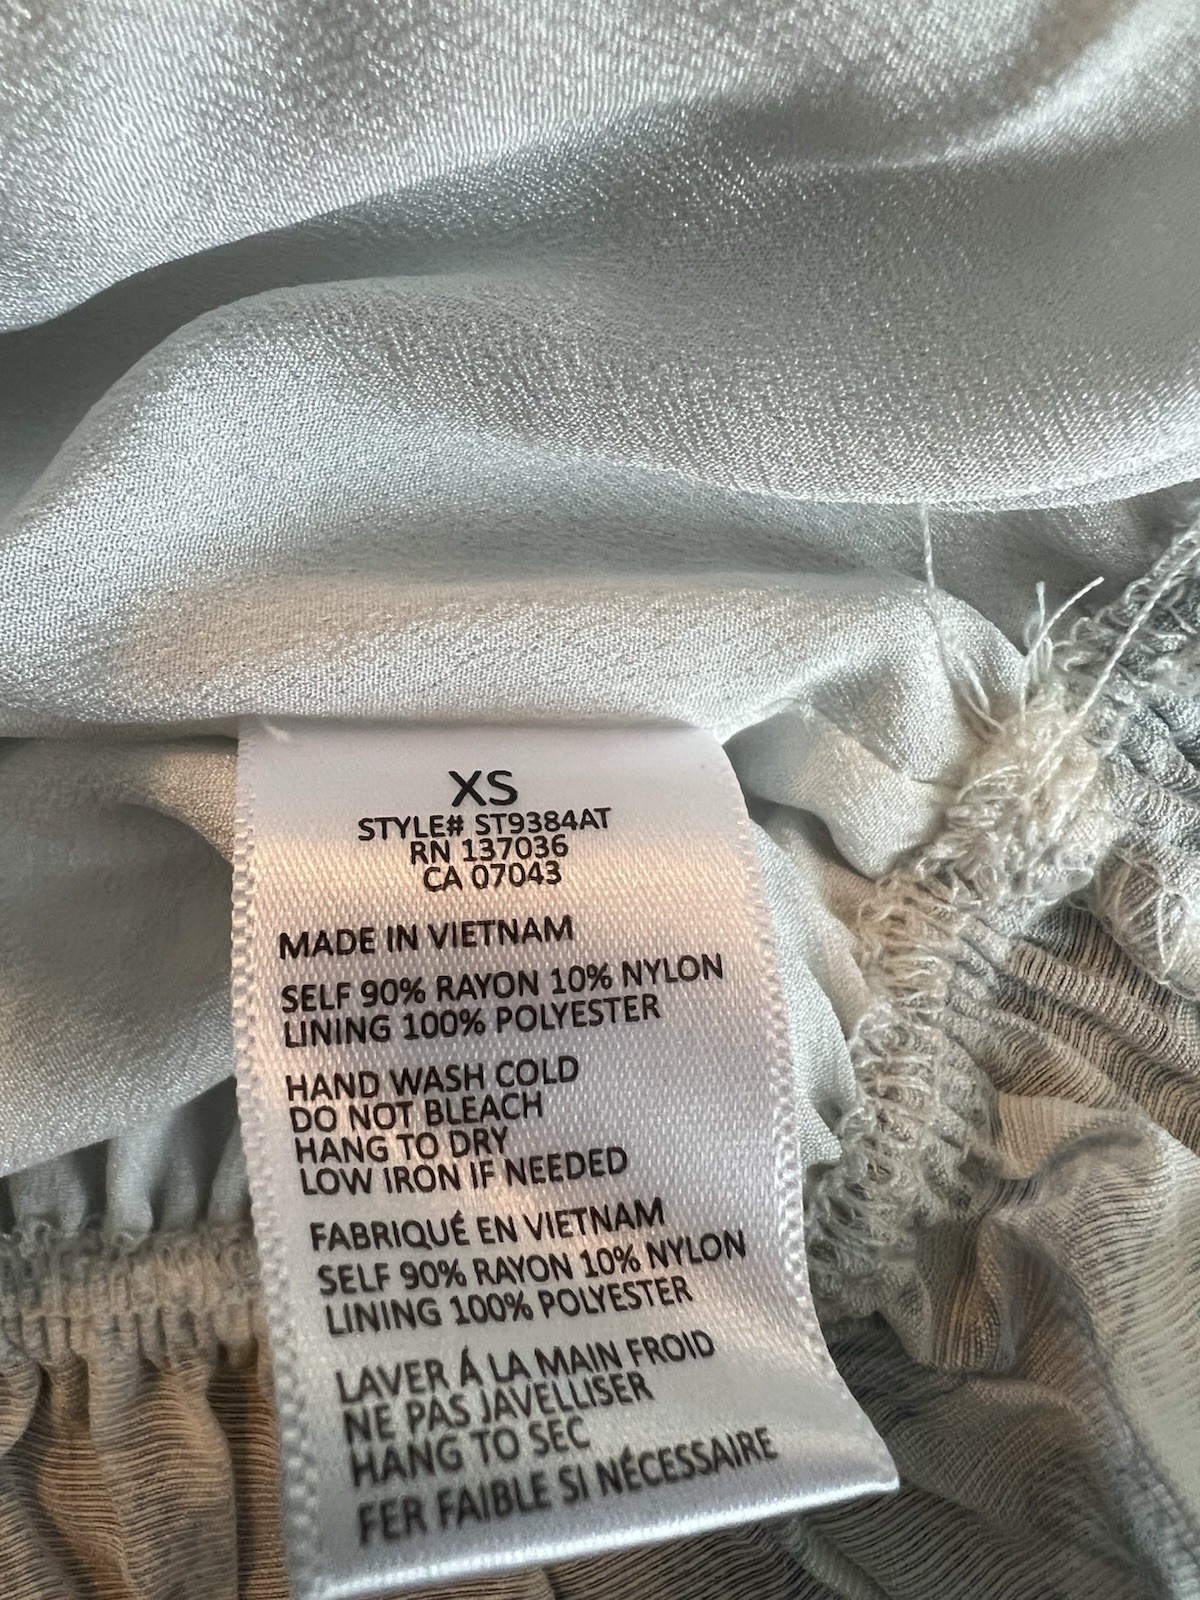 XS
STYLE# ST9384AT
RN 137036
CA 07043
MADE IN VIETNAM
SELF 90% RAYON 10% NYLON
LINING 100% POLYESTER
HAND WASH COLD
DO NOT BLEACH
HANG TO DRY
LOW IRON IF NEEDED
FABRIQUÉ EN VIETNAM
SELF 90% RAYON 10% NYLON
LINING 100% POLYESTER
LAVER Á LA MAIN FROID
NE PAS JAVELLISER
HANG TO SEC
FER FAIBLE SI NÉCESSAIRE